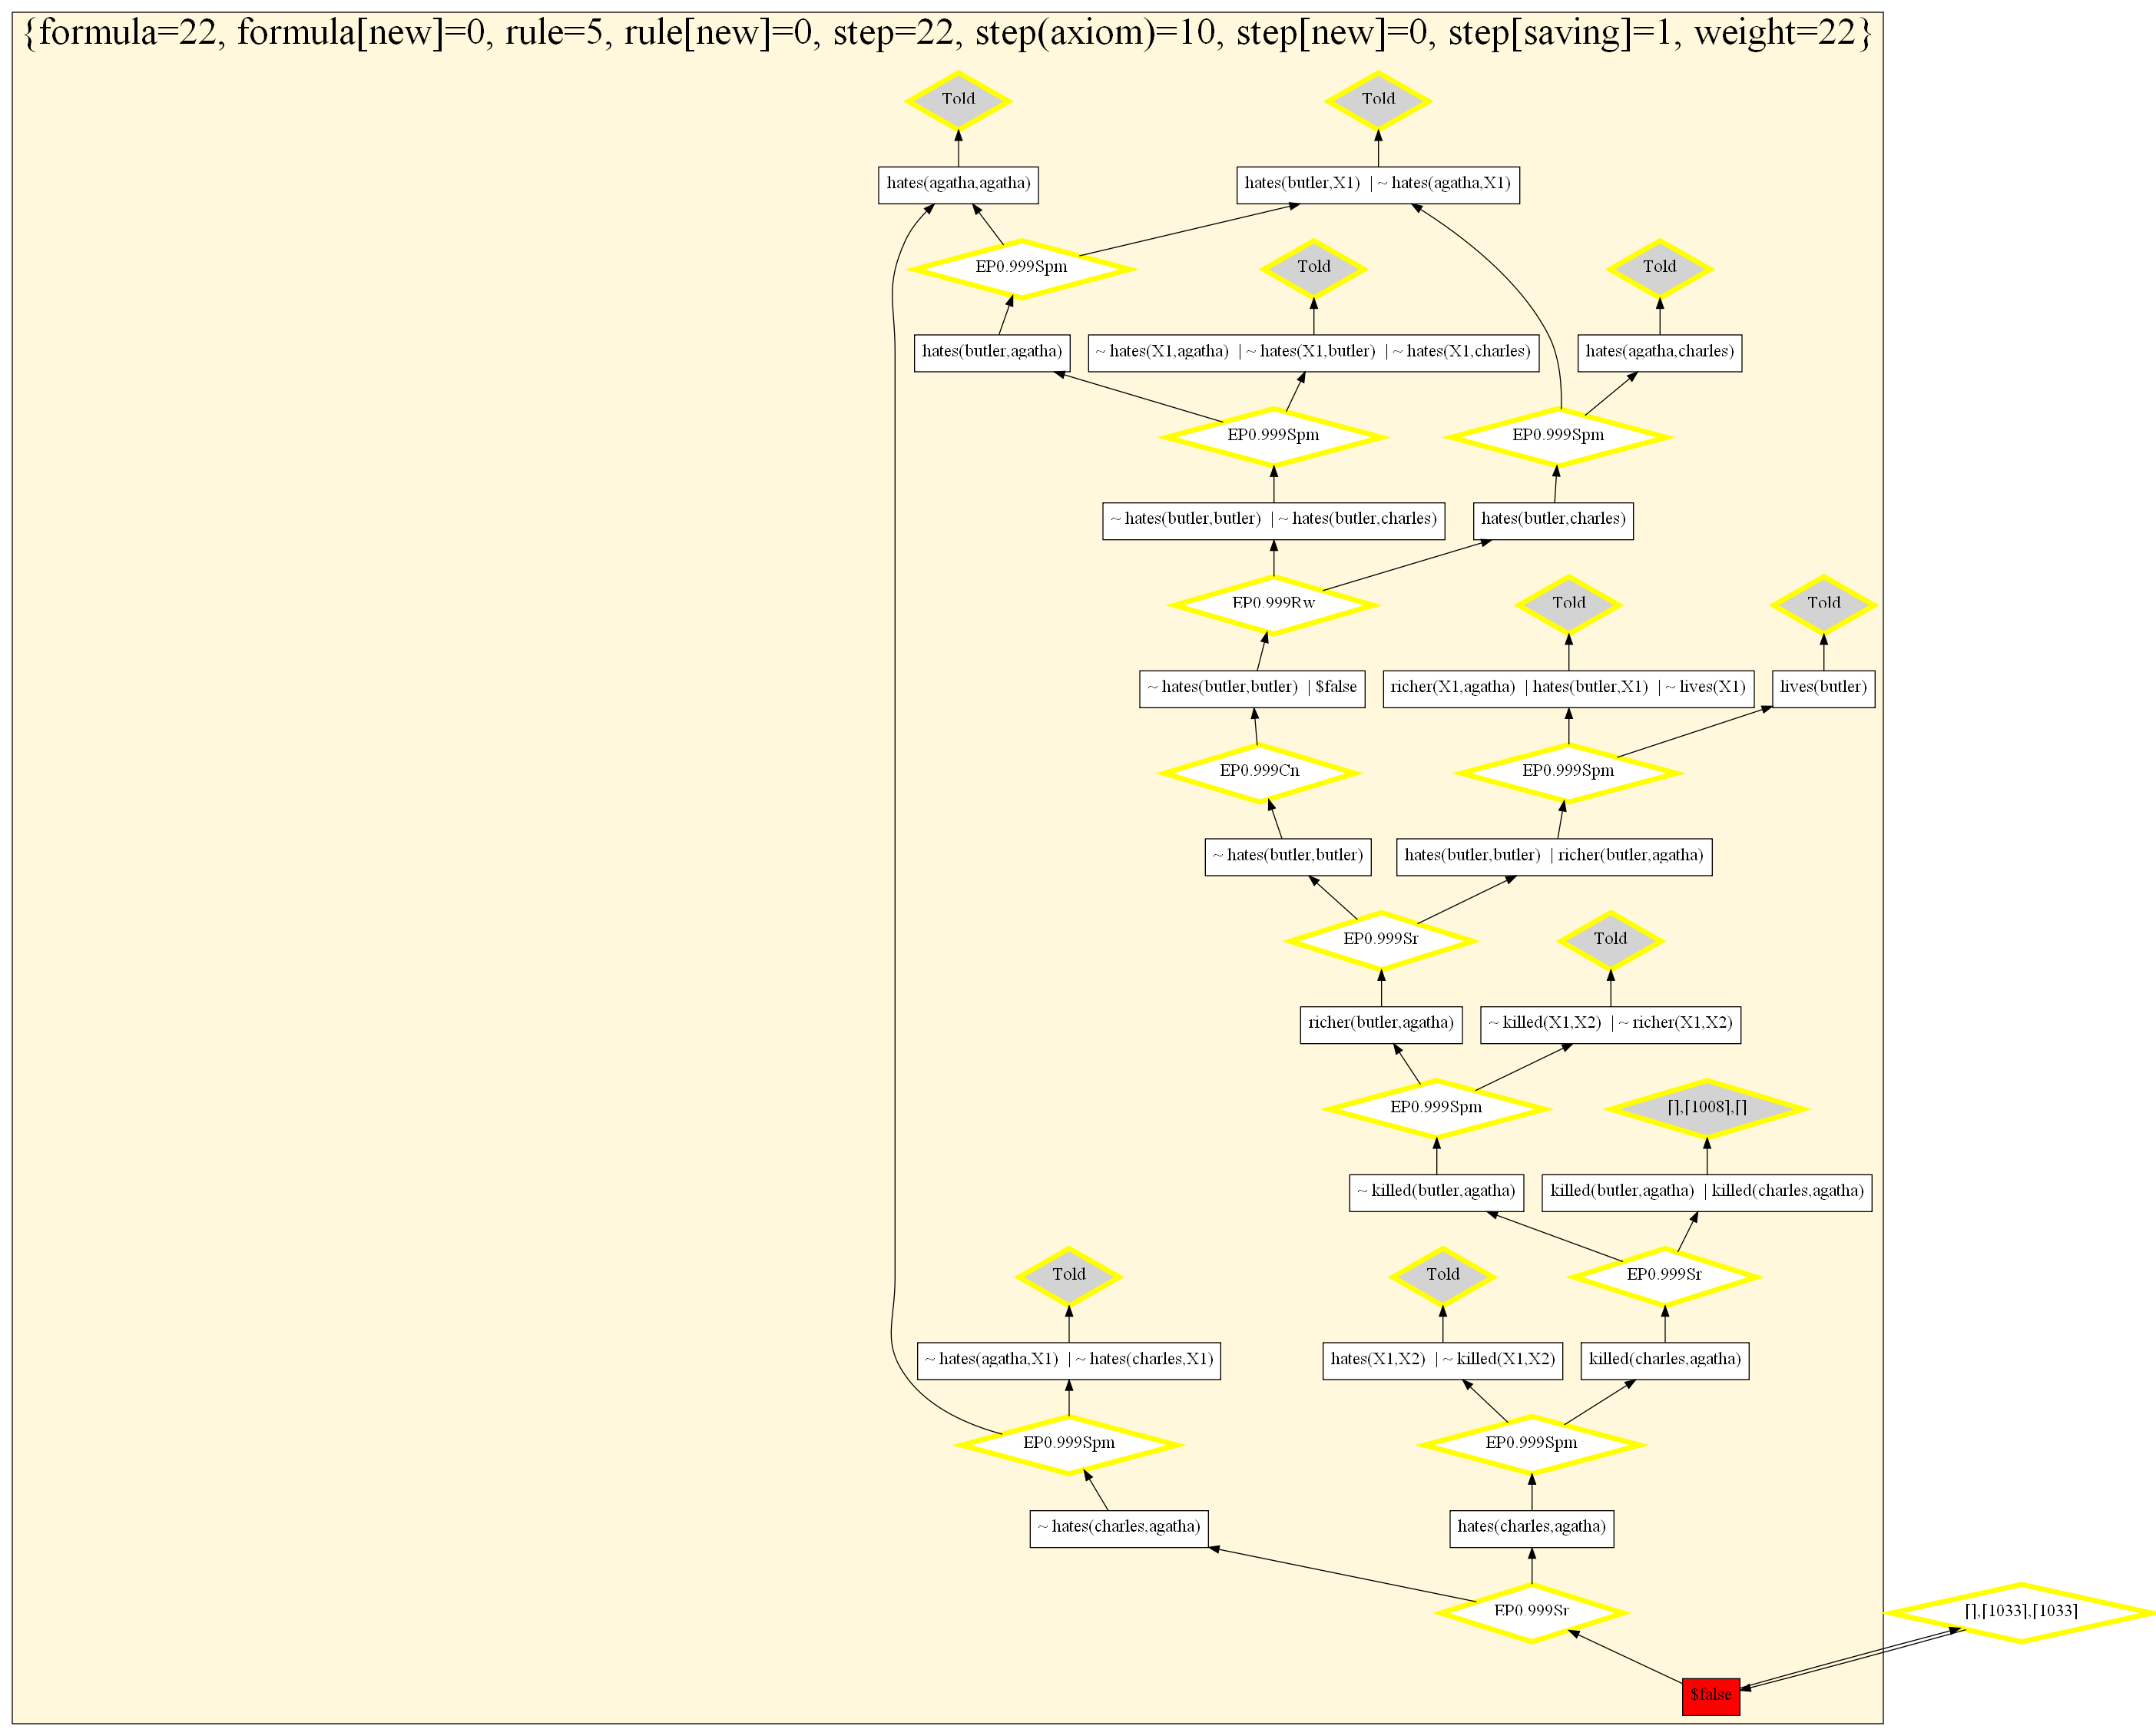 {formula=22, formula[new]=0, rule=5, rule[new]=0, step=22, step(axiom)=10, step[new]=0, step[saving]=1, weight=22}
Told
Told
hates(agatha,agatha)
hates(butler,X1) | ~ hates(agatha,X1)
EP0.999Spm
Told
Told
hates(butler,agatha)
~ hates(X1,agatha) | ~ hates(X1,butler) | ~ hates(X1,charles)
hates(agatha,charles)
EP0.999Spm
EP0.999Spm
~ hates(butler,butler) | ~ hates(butler,charles)
hates(butler,charles)
EP0.999Rw
Told
Told
~ hates(butler,butler) | $false
richer(X1,agatha) | hates(butler,X1) | ~ lives(X1)
lives(butler)
EP0.999Cn
EP0.999Spm
~ hates(butler,butler)
hates(butler,butler) | richer(butler,agatha)
EP0.999Sr
Told
richer(butler,agatha)
~ killed(X1,X2) | ~ richer(X1,X2)
EP0.999Spm
[],[1008],[]
~ killed(butler,agatha)
killed(butler,agatha) | killed(charles,agatha)
Told
Told
EP0.999Sr
~ hates(agatha,X1) | ~ hates(charles,X1)
hates(X1,X2) | ~ killed(X1,X2)
killed(charles,agatha)
EP0.999Spm
EP0.999Spm
~ hates(charles,agatha)
hates(charles,agatha)
EP0.999Sr
[],[1033],[1033]
$false